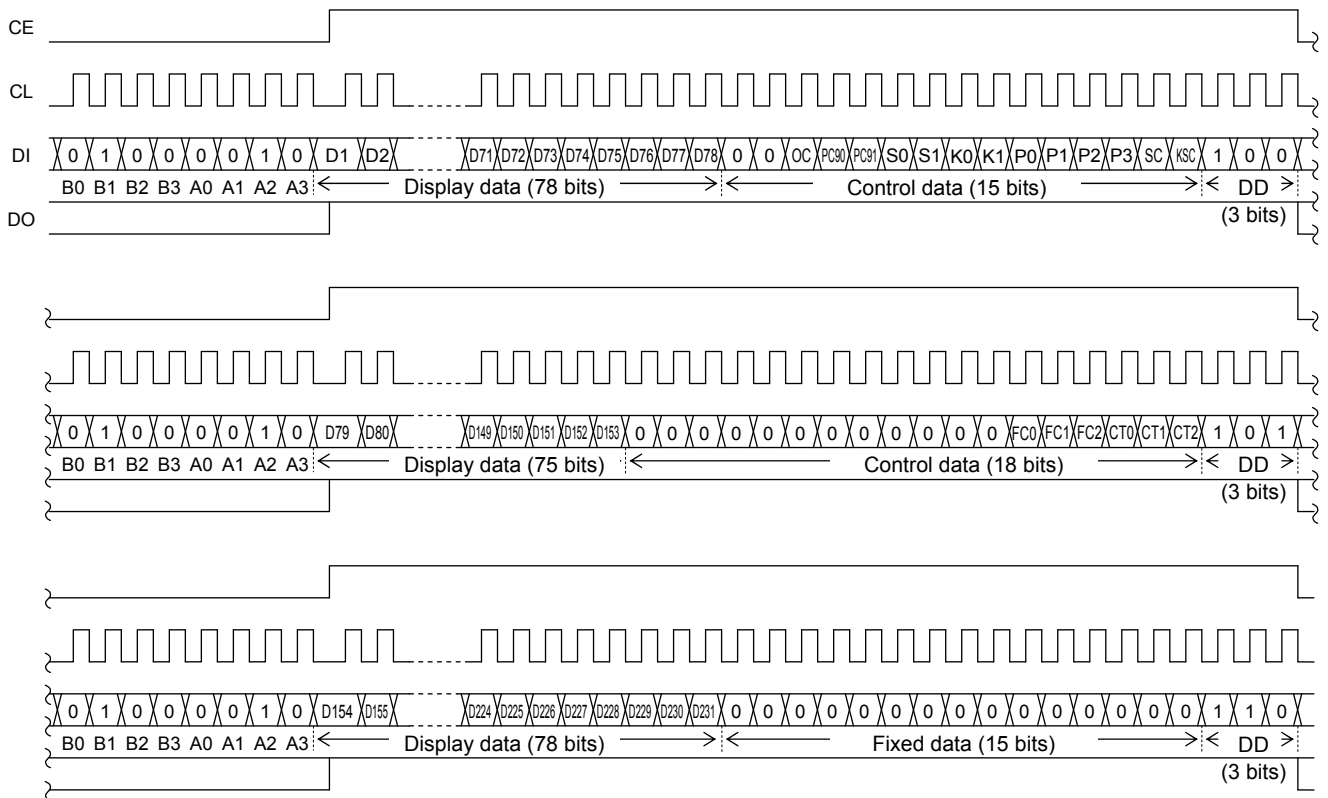 CE
CL
DI 0 1 0 0 0 0 1 0 D1 D2 D71 D72 D73 D74 D75 D76 D77 D78 0 0 OC PC90 PC91 S0 S1 K0 K1 P0 P1 P2 P3 SC KSC 1 0 0
B0 B1 B2 B3 A0 A1 A2 A3 Display data (78 bits) Control data (15 bits) DD
(3 bits)
DO
0 1 0 0 0 0 1 0 D79 D80 D149 D150 D151 D152 D153 0 0 0 0 0 0 0 0 0 0 0 0 FC0 FC1 FC2 CT0 CT1 CT2 1 0 1
B0 B1 B2 B3 A0 A1 A2 A3 Display data (75 bits) Control data (18 bits) DD
(3 bits)
0 1 0 0 0 0 1 0 D154 D155 D224 D225 D226 D227 D228 D229 D230 D231 0 0 0 0 0 0 0 0 0 0 0 0 0 0 0 1 1 0
B0 B1 B2 B3 A0 A1 A2 A3 Display data (78 bits) Fixed data (15 bits) DD
(3 bits)